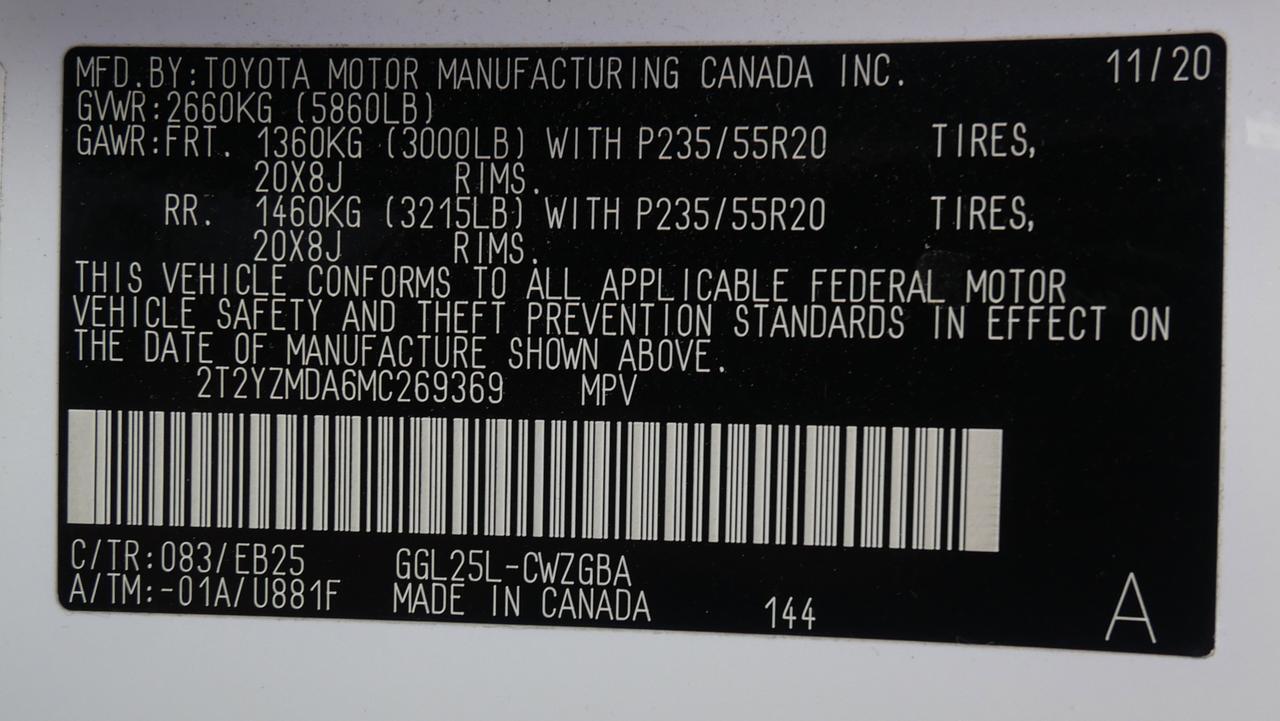 MFD.BY:TOYOTA MOTOR MANUFACTURING CANADA INC. 11/20
GVWR:2660KG (5860LB)
GAWR:FRT. 1360KG (3000LB) WITH P235/55R20 TIRES,
20X8J RIMS.
RR. 1460KG (3215LB) WITH P235/55R20 TIRES,
20X8J RIMS.
THIS VEHICLE CONFORMS TO ALL APPLICABLE FEDERAL MOTOR
VEHICLE SAFETY AND THEFT PREVENTION STANDARDS IN EFFECT ON
THE DATE OF MANUFACTURE SHOWN ABOVE.
2T2YZMDA6MC269369 MPV
C/TR:083/EB25 GGL25L-CWZGBA
A/TM:-01A/U881F MADE IN CANADA 144 A